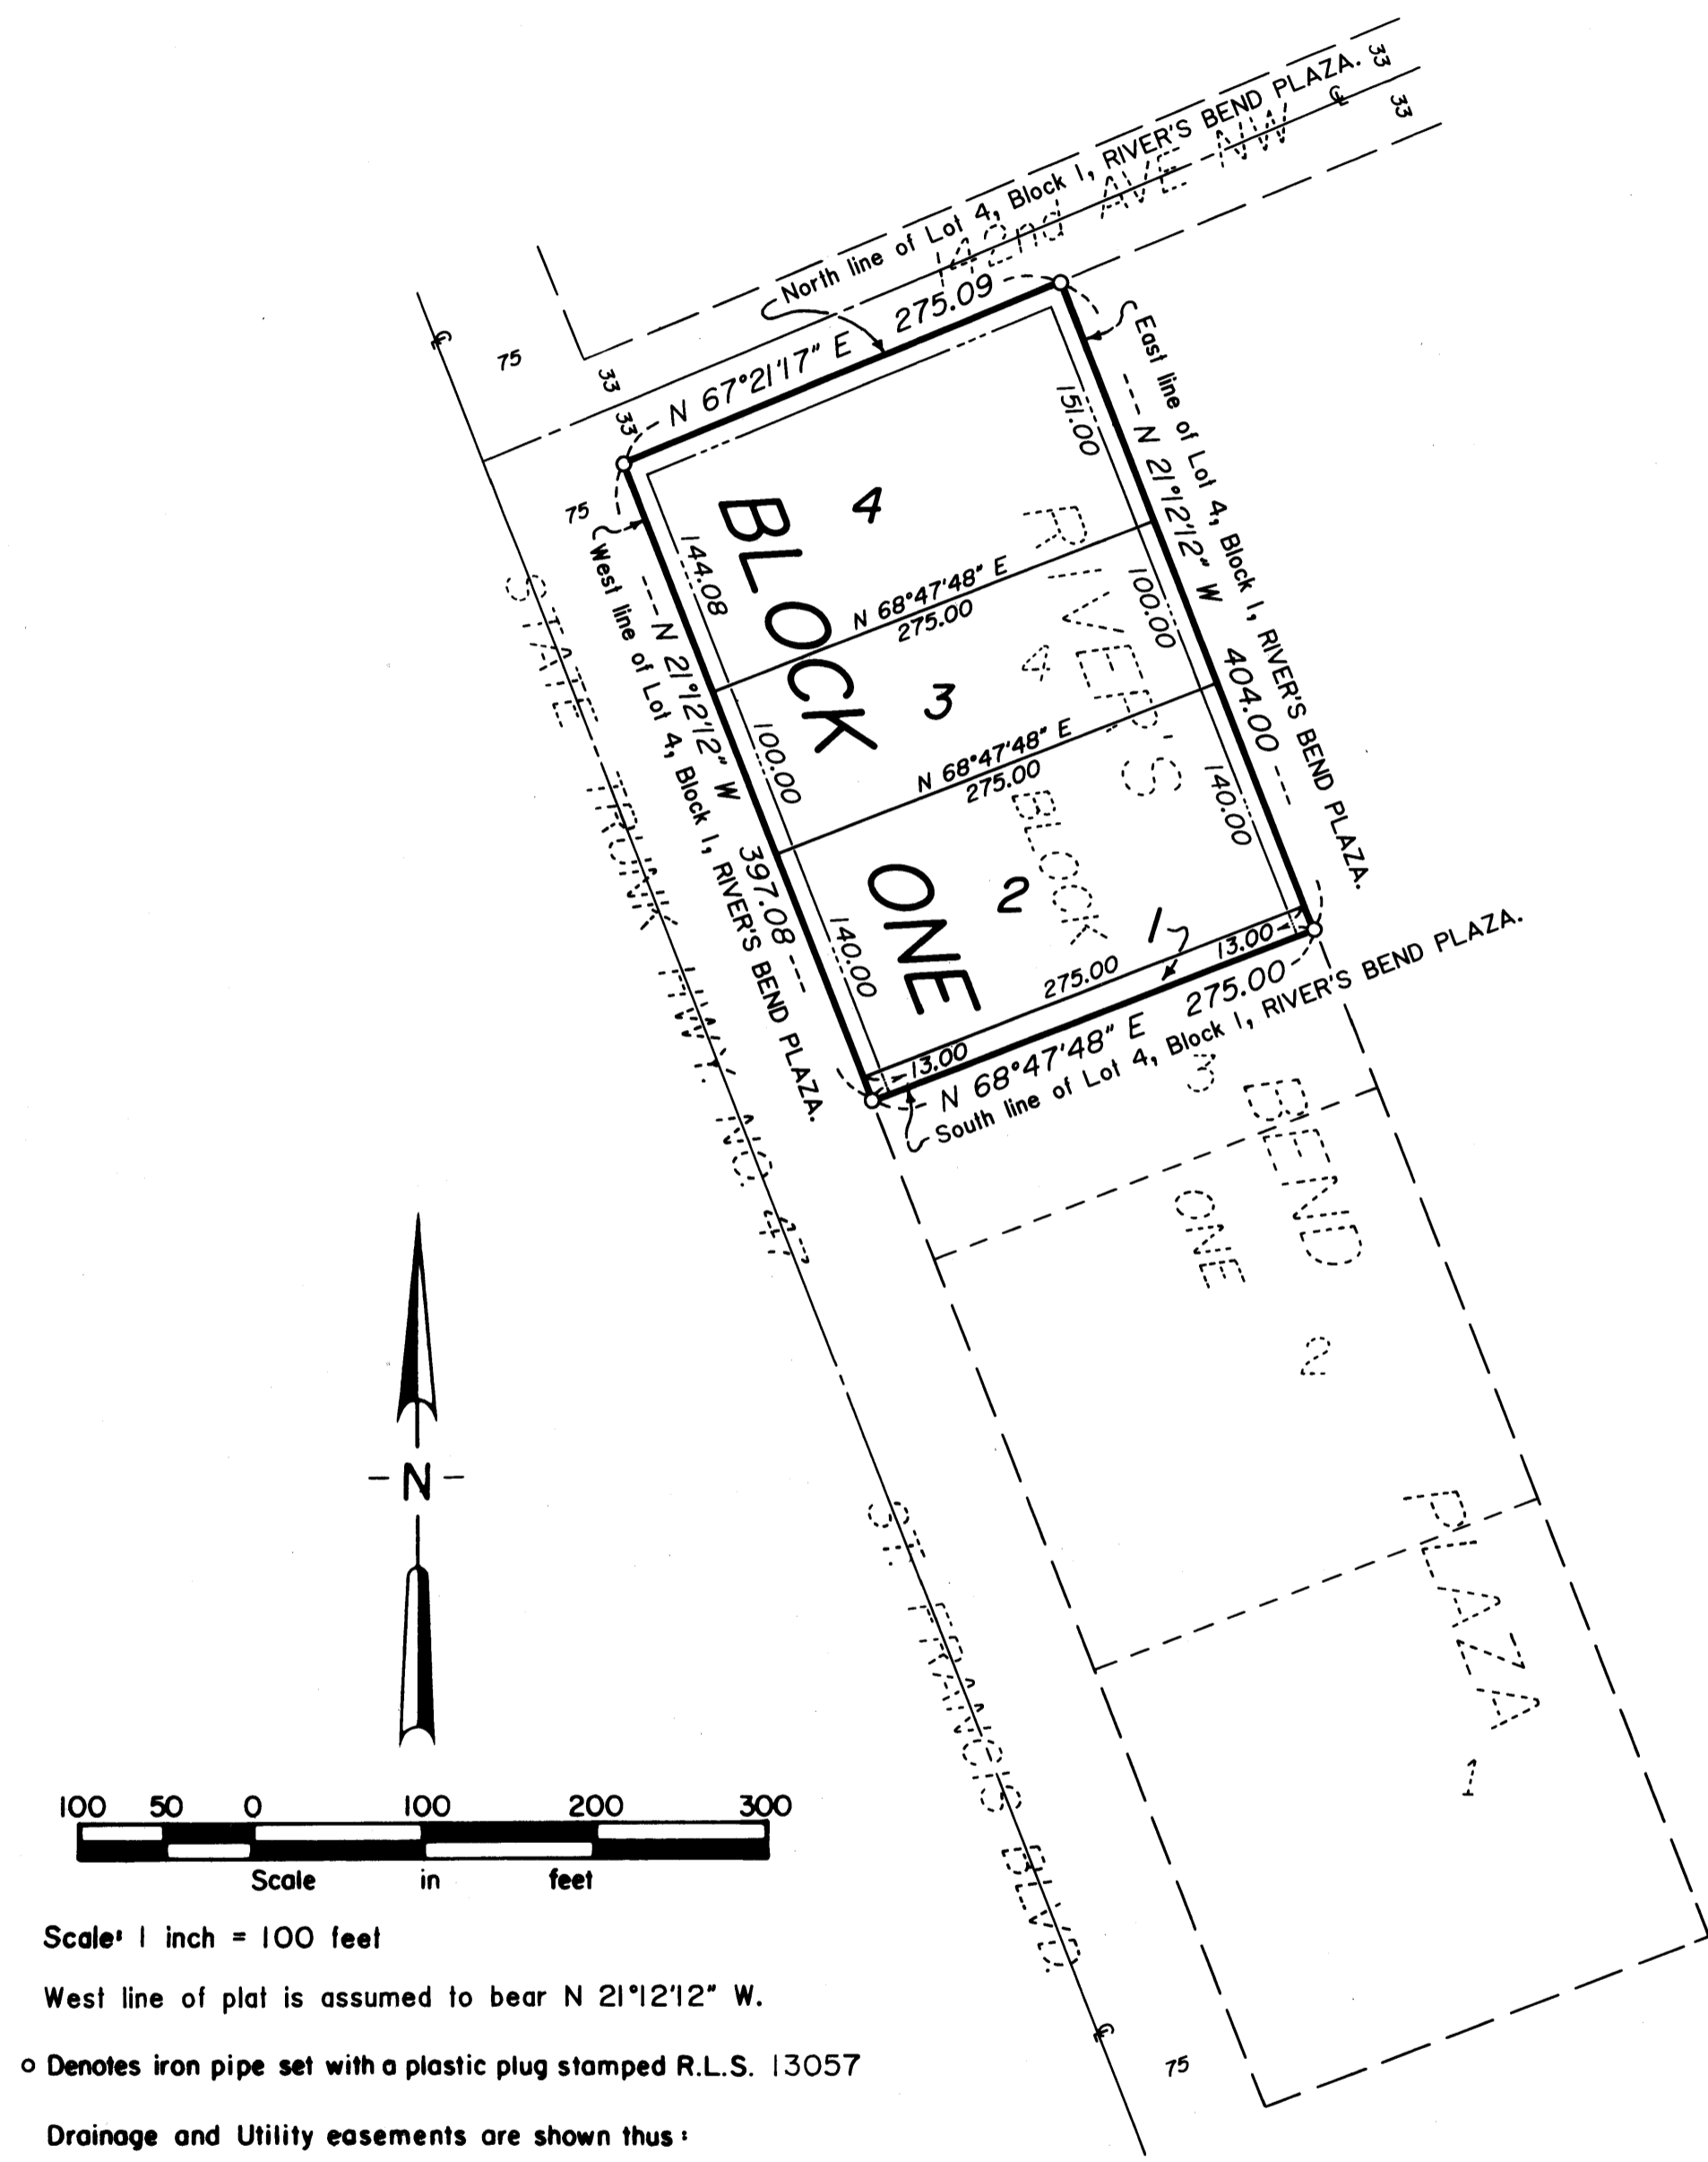 North line of Lot 4, Block 1, RIVER'S BEND PLAZA.
33
℄
33
142nd AVE NW
℄
75
33
33
N 67°21'17" E 275.09
75
East line of Lot 4, Block 1, RIVER'S BEND PLAZA.
N 21°12'12" W 404.00
West line of Lot 4, Block 1, RIVER'S BEND PLAZA.
N 21°12'12" W 397.08
4
151.00
144.08
BLOCK
ONE
RIVER'S
BEND
PLAZA
N 68°47'48" E
275.00
100.00
3
4
100.00
N 68°47'48" E
275.00
140.00
BLOCK
ONE
2
1
140.00
275.00
13.00
13.00
N 68°47'48" E 275.00
South line of Lot 4, Block 1, RIVER'S BEND PLAZA.
STATE TRUNK HWY. NO. 47
3
2
1
ST. FRANCIS BLVD.
℄
75
-N-
100 50 0 100 200 300
Scale in feet
Scale: 1 inch = 100 feet
West line of plat is assumed to bear N 21°12'12" W.
o Denotes iron pipe set with a plastic plug stamped R.L.S. 13057
Drainage and Utility easements are shown thus: